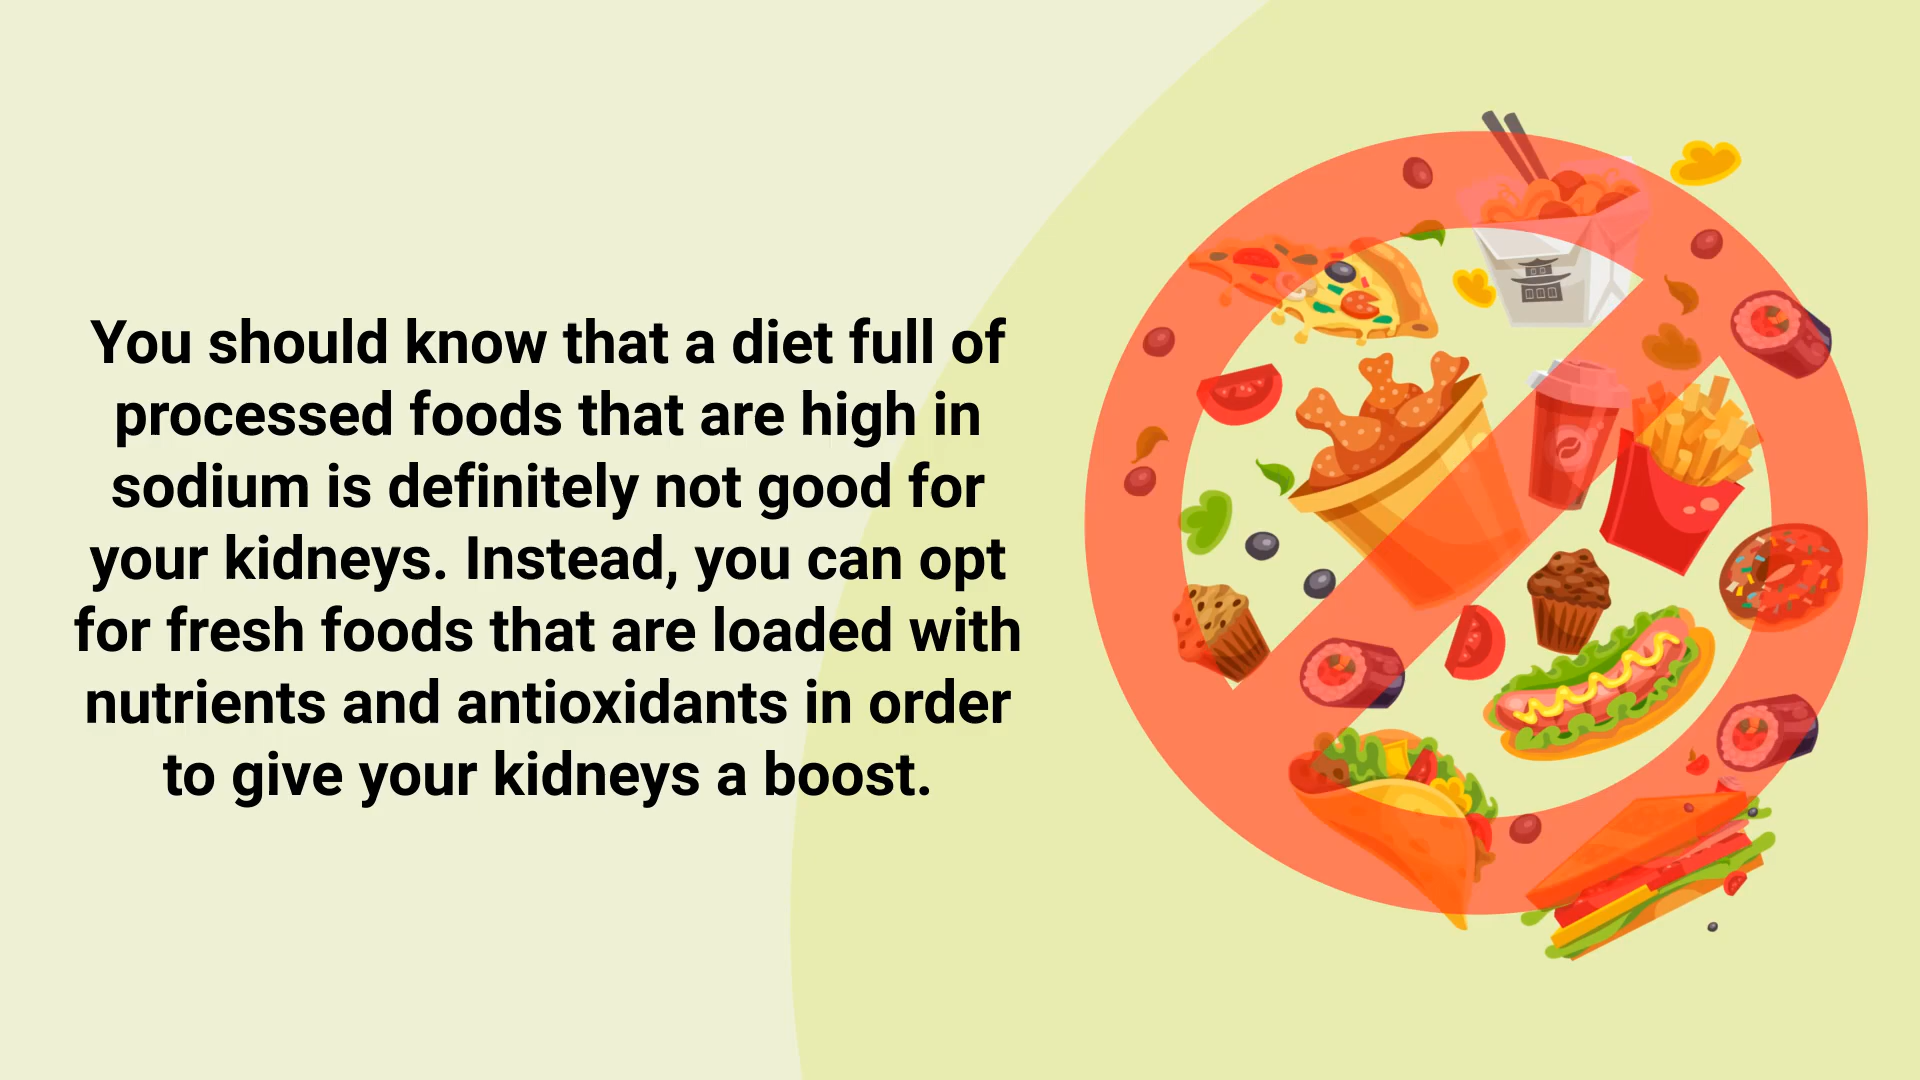 You should know that a diet full of
processed foods that are high in
sodium is definitely not good for
your kidneys. Instead, you can opt
for fresh foods that are loaded with
nutrients and antioxidants in order
to give your kidneys a boost.